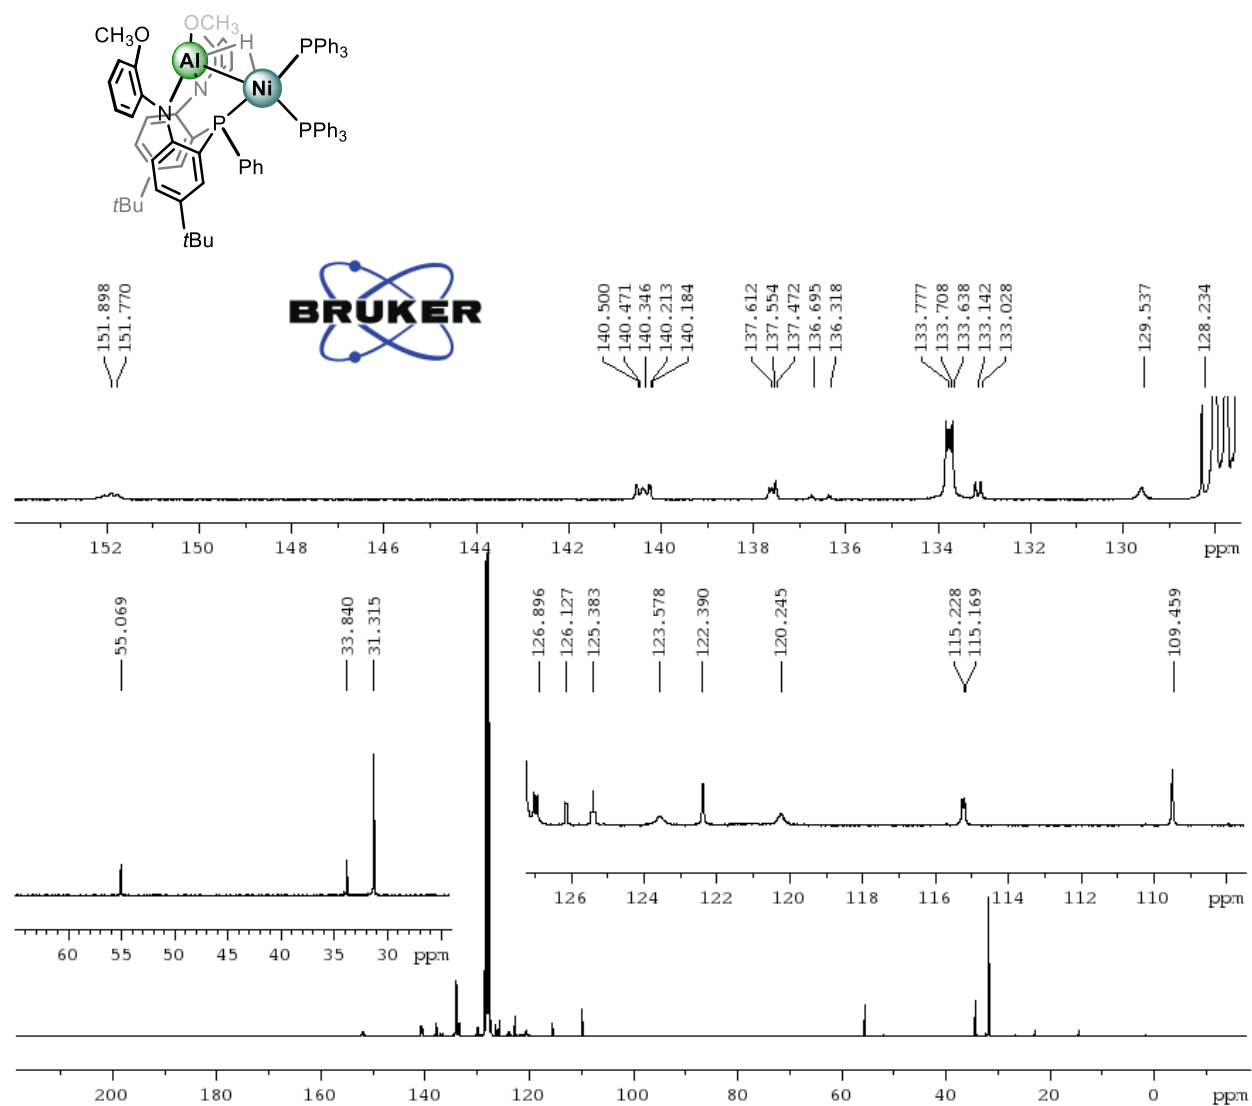 OCH₃
CH₃O
H
PPh₃
Al
Ni
N
N
P
PPh₃
Ph
tBu
tBu
BRUKER
151.898
151.770
140.500
140.471
140.346
140.213
140.184
137.612
137.554
137.472
136.695
136.318
133.777
133.708
133.638
133.142
133.028
129.537
128.234
152 150 148 146 144 142 140 138 136 134 132 130 ppm
55.069
33.840
31.315
126.896
126.127
125.383
123.578
122.390
120.245
115.228
115.169
109.459
126 124 122 120 118 116 114 112 110 ppm
60 55 50 45 40 35 30 ppm
200 180 160 140 120 100 80 60 40 20 0 ppm